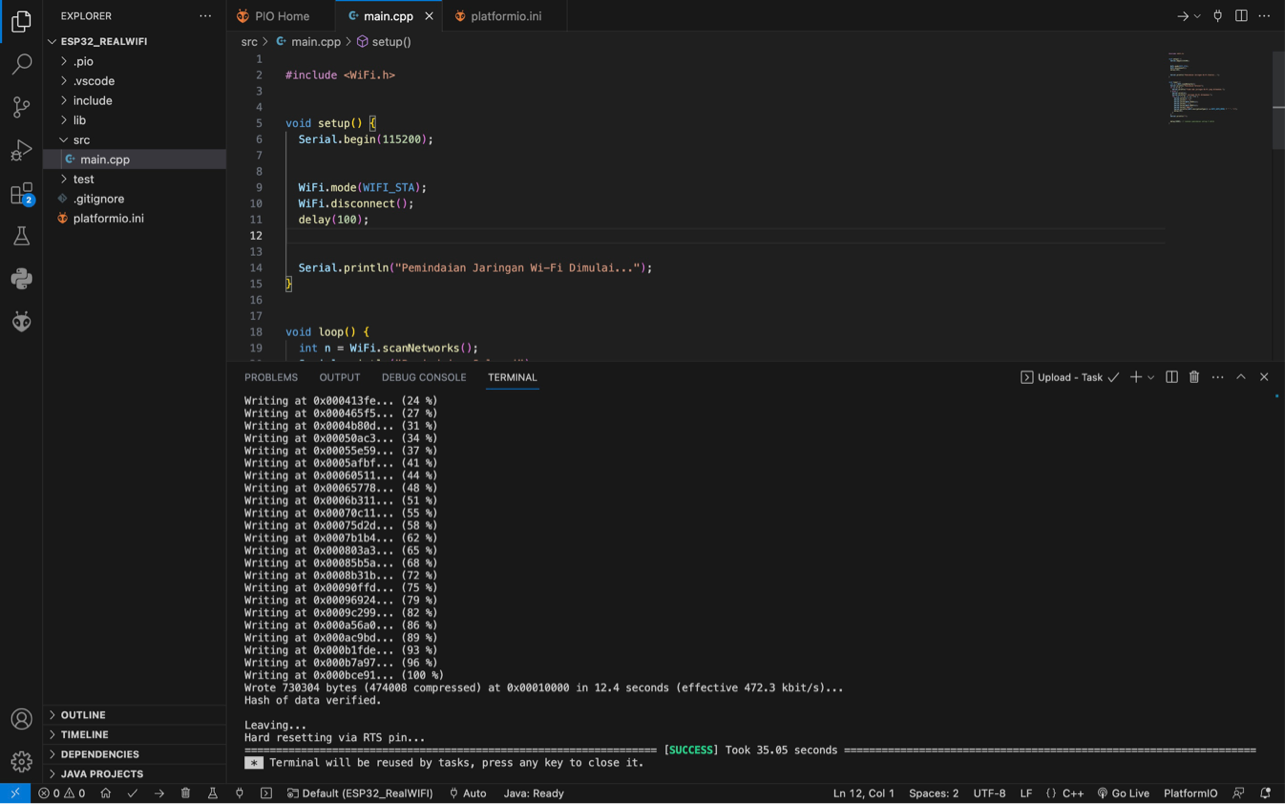 EXPLORER
ESP32_REALWIFI
.pio
.vscode
include
lib
src
main.cpp
test
.gitignore
platformio.ini
OUTLINE
TIMELINE
DEPENDENCIES
JAVA PROJECTS
2
PIO Home main.cpp platformio.ini
src > main.cpp > setup()
1
2 #include <WiFi.h>
3
4
5 void setup() {
6 Serial.begin(115200);
7
8
9 WiFi.mode(WIFI_STA);
10 WiFi.disconnect();
11 delay(100);
12
13
14 Serial.println("Pemindaian Jaringan Wi-Fi Dimulai...");
15 }
16
17
18 void loop() {
19 int n = WiFi.scanNetworks();
PROBLEMS OUTPUT DEBUG CONSOLE TERMINAL
Upload - Task
Writing at 0x000413fe... (24 %)
Writing at 0x000465f5... (27 %)
Writing at 0x0004b80d... (31 %)
Writing at 0x00050ac3... (34 %)
Writing at 0x00055e59... (37 %)
Writing at 0x0005afbf... (41 %)
Writing at 0x00060511... (44 %)
Writing at 0x00065778... (48 %)
Writing at 0x0006b311... (51 %)
Writing at 0x00070c11... (55 %)
Writing at 0x00075d2d... (58 %)
Writing at 0x0007b1b4... (62 %)
Writing at 0x000803a3... (65 %)
Writing at 0x00085b5a... (68 %)
Writing at 0x0008b31b... (72 %)
Writing at 0x00090ffd... (75 %)
Writing at 0x00096924... (79 %)
Writing at 0x0009c299... (82 %)
Writing at 0x000a56a0... (86 %)
Writing at 0x000ac9bd... (89 %)
Writing at 0x000b1fde... (93 %)
Writing at 0x000b7a97... (96 %)
Writing at 0x000bce91... (100 %)
Wrote 730304 bytes (474008 compressed) at 0x00010000 in 12.4 seconds (effective 472.3 kbit/s)...
Hash of data verified.
Leaving...
Hard resetting via RTS pin...
[SUCCESS] Took 35.05 seconds
* Terminal will be reused by tasks, press any key to close it.
0 0 Default (ESP32_RealWIFI) Auto Java: Ready Ln 12, Col 1 Spaces: 2 UTF-8 LF {} C++ Go Live PlatformIO